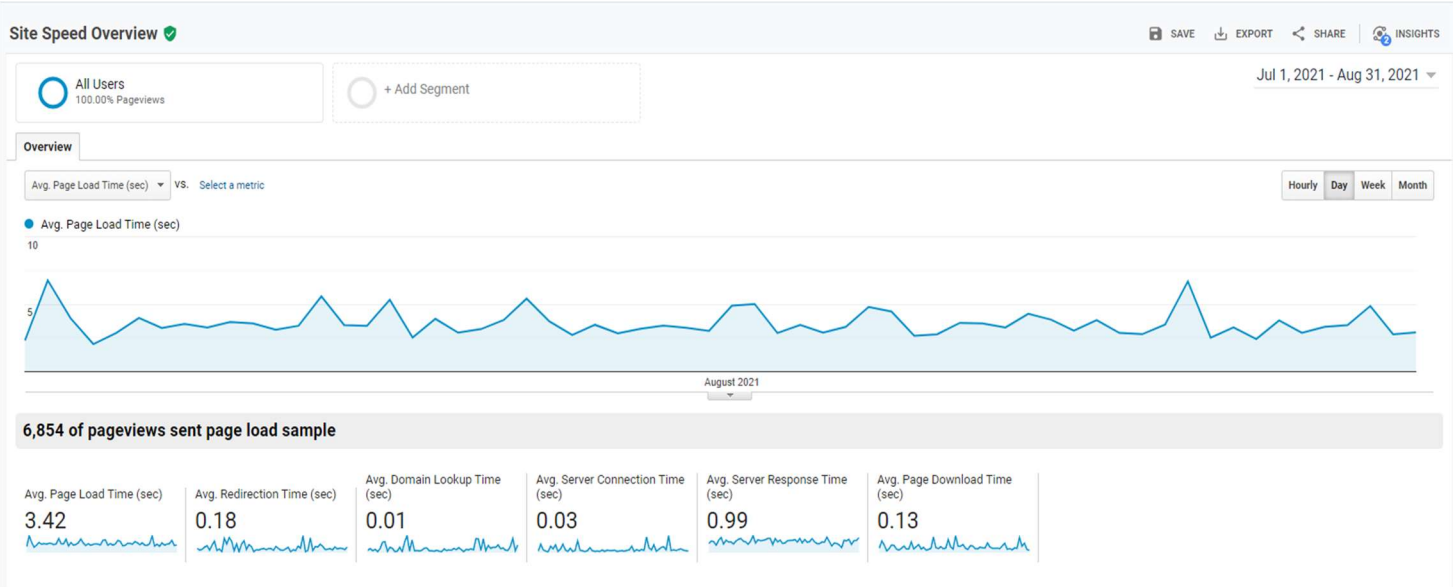 Site Speed Overview
SAVE
EXPORT
SHARE
2
INSIGHTS
All Users
100.00% Pageviews
+ Add Segment
Jul 1, 2021 - Aug 31, 2021
Overview
Avg. Page Load Time (sec)
VS.
Select a metric
Hourly
Day
Week
Month
Avg. Page Load Time (sec)
10
5
August 2021
6,854 of pageviews sent page load sample
Avg. Page Load Time (sec)
3.42
Avg. Redirection Time (sec)
0.18
Avg. Domain Lookup Time
(sec)
0.01
Avg. Server Connection Time
(sec)
0.03
Avg. Server Response Time
(sec)
0.99
Avg. Page Download Time
(sec)
0.13